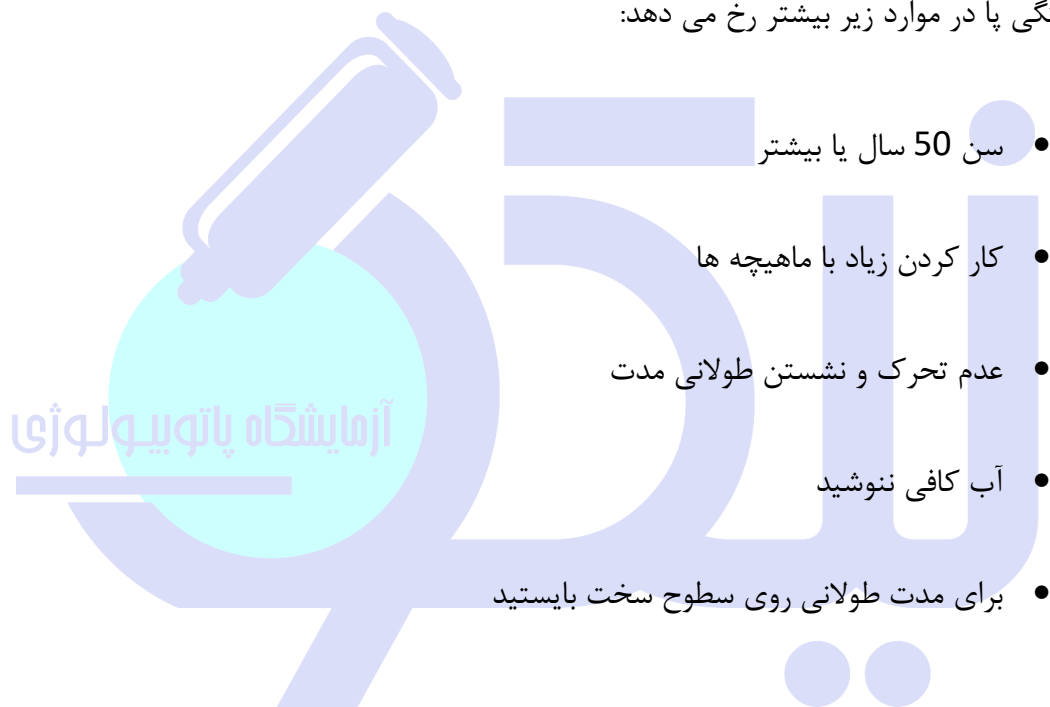 پا در موارد زیر بیشتر رخ می دهد:
• سن 50 سال یا بیشتر
• کار کردن زیاد با ماهیچه ها
• عدم تحرک و نشستن طولانی مدت
• آب کافی ننوشید
• برای مدت طولانی روی سطوح سخت بایستید
نیکو
آزمایشگاه پاتوبیولوژی